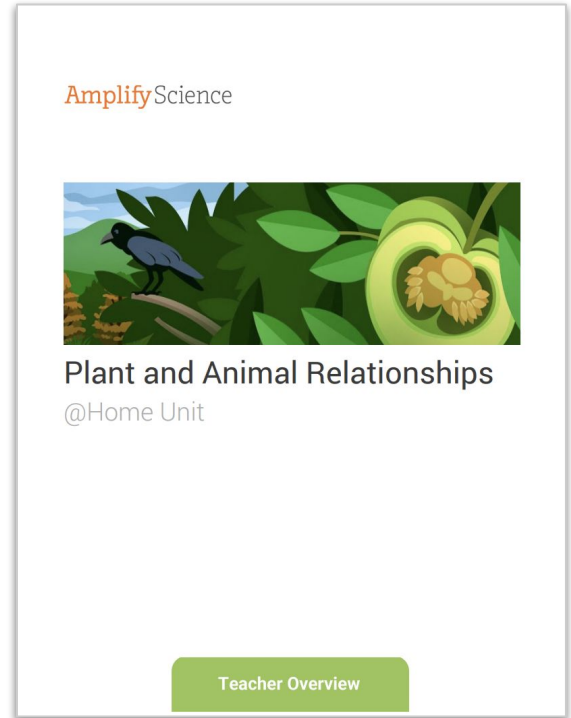 AmplifyScience
Plant and Animal Relationships
@Home Unit
Teacher Overview